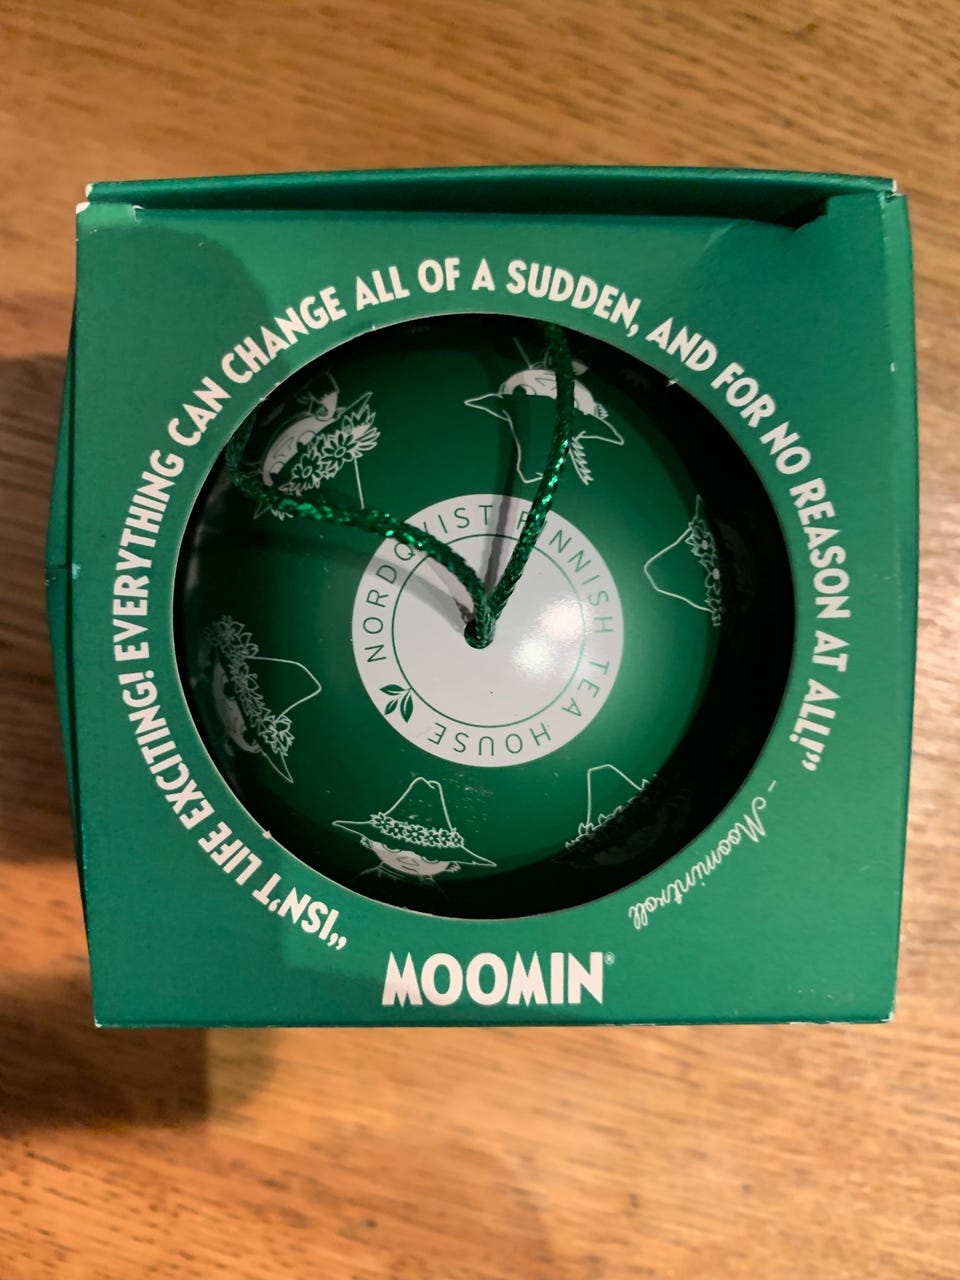 “ISN'T LIFE EXCITING! EVERYTHING CAN CHANGE ALL OF A SUDDEN, AND FOR NO REASON AT ALL!”
- Moomintroll
NORDQVIST FINNISH TEA HOUSE
MOOMIN®